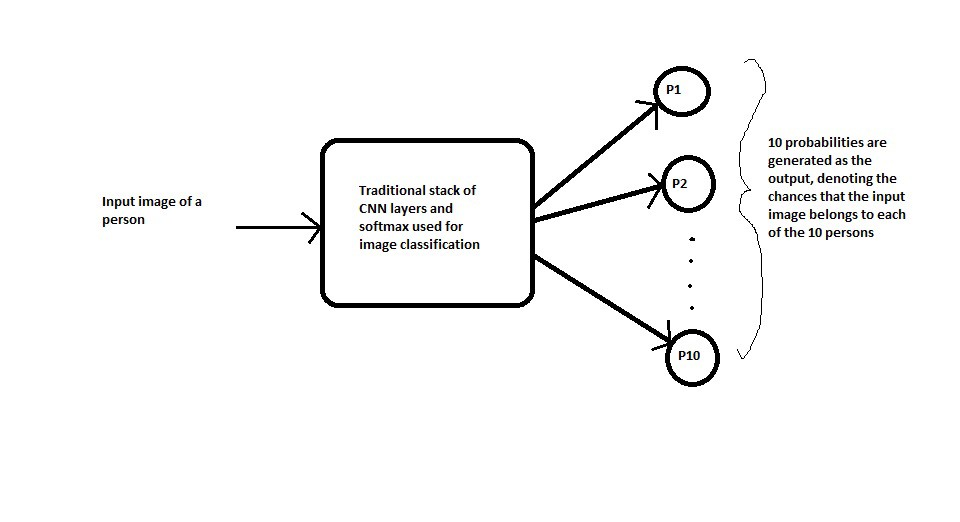 Input image of a
person
Traditional stack of
CNN layers and
softmax used for
image classification
P1
P2
P10
10 probabilities are
generated as the
output, denoting the
chances that the input
image belongs to each
of the 10 persons